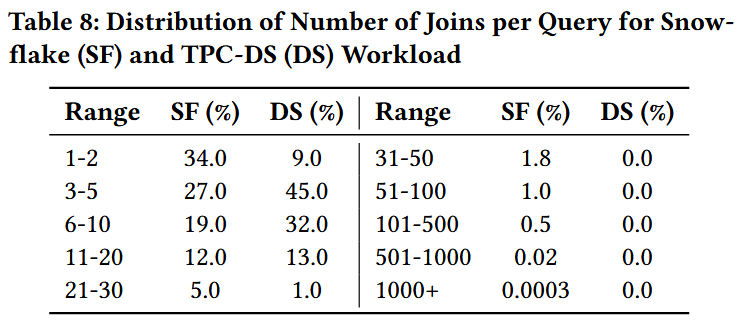 Table 8: Distribution of Number of Joins per Query for Snow-
flake (SF) and TPC-DS (DS) Workload
Range SF (%) DS (%) Range SF (%) DS (%)
1-2 34.0 9.0 31-50 1.8 0.0
3-5 27.0 45.0 51-100 1.0 0.0
6-10 19.0 32.0 101-500 0.5 0.0
11-20 12.0 13.0 501-1000 0.02 0.0
21-30 5.0 1.0 1000+ 0.0003 0.0